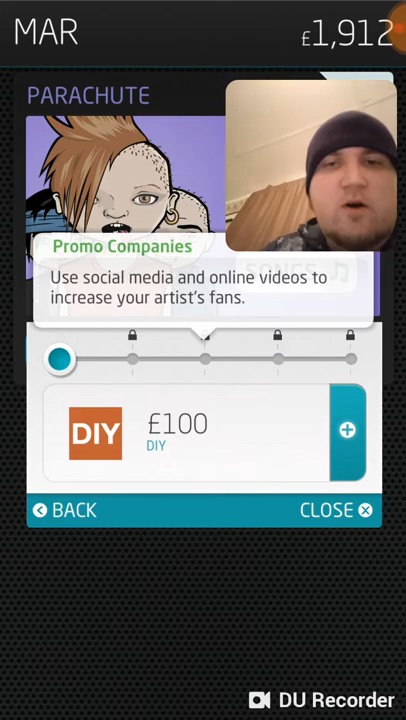 MAR
£1,912
PARACHUTE
Promo Companies
Use social media and online videos to
increase your artist's fans.
SONGS
DIY
£100
DIY
BACK
CLOSE
DU Recorder